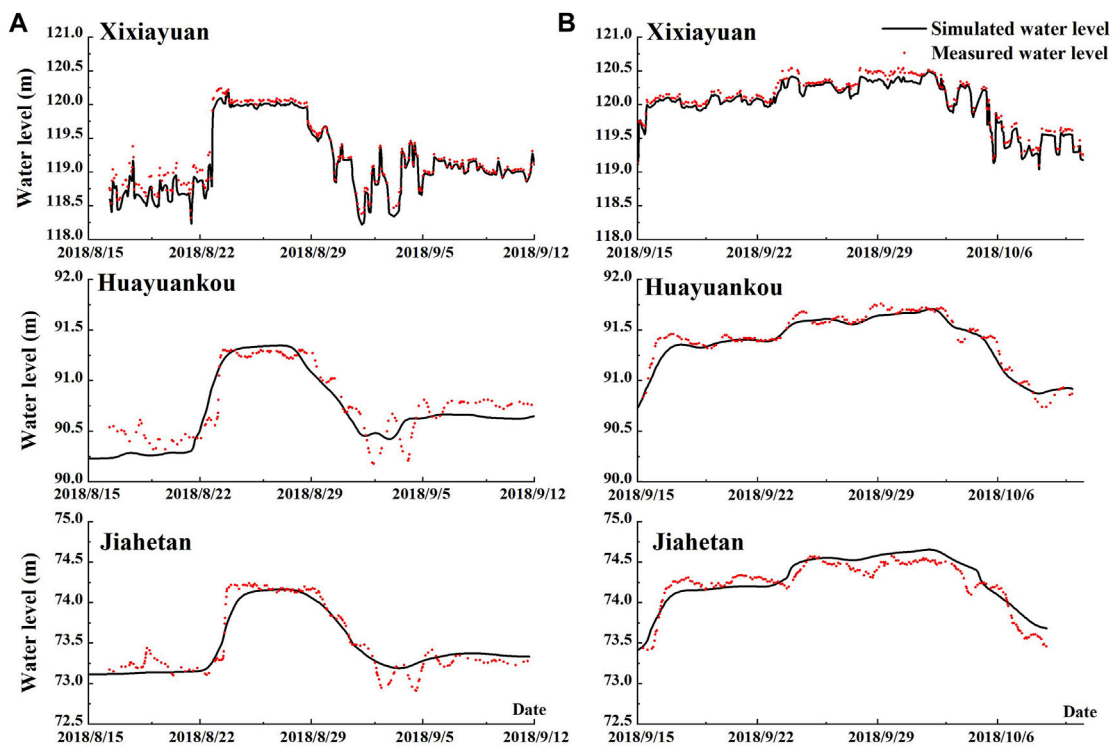 A
Xixiayuan
Water level (m)
121.0
120.5
120.0
119.5
119.0
118.5
118.0
2018/8/15 2018/8/22 2018/8/29 2018/9/5 2018/9/12
B
Xixiayuan
Simulated water level
Measured water level
121.0
120.5
120.0
119.5
119.0
118.5
118.0
2018/9/15 2018/9/22 2018/9/29 2018/10/6
Huayuankou
Water level (m)
92.0
91.5
91.0
90.5
90.0
2018/8/15 2018/8/22 2018/8/29 2018/9/5 2018/9/12
Huayuankou
92.0
91.5
91.0
90.5
90.0
2018/9/15 2018/9/22 2018/9/29 2018/10/6
Jiahetan
Water level (m)
75.0
74.5
74.0
73.5
73.0
72.5
Date
2018/8/15 2018/8/22 2018/8/29 2018/9/5 2018/9/12
Jiahetan
75.0
74.5
74.0
73.5
73.0
72.5
Date
2018/9/15 2018/9/22 2018/9/29 2018/10/6